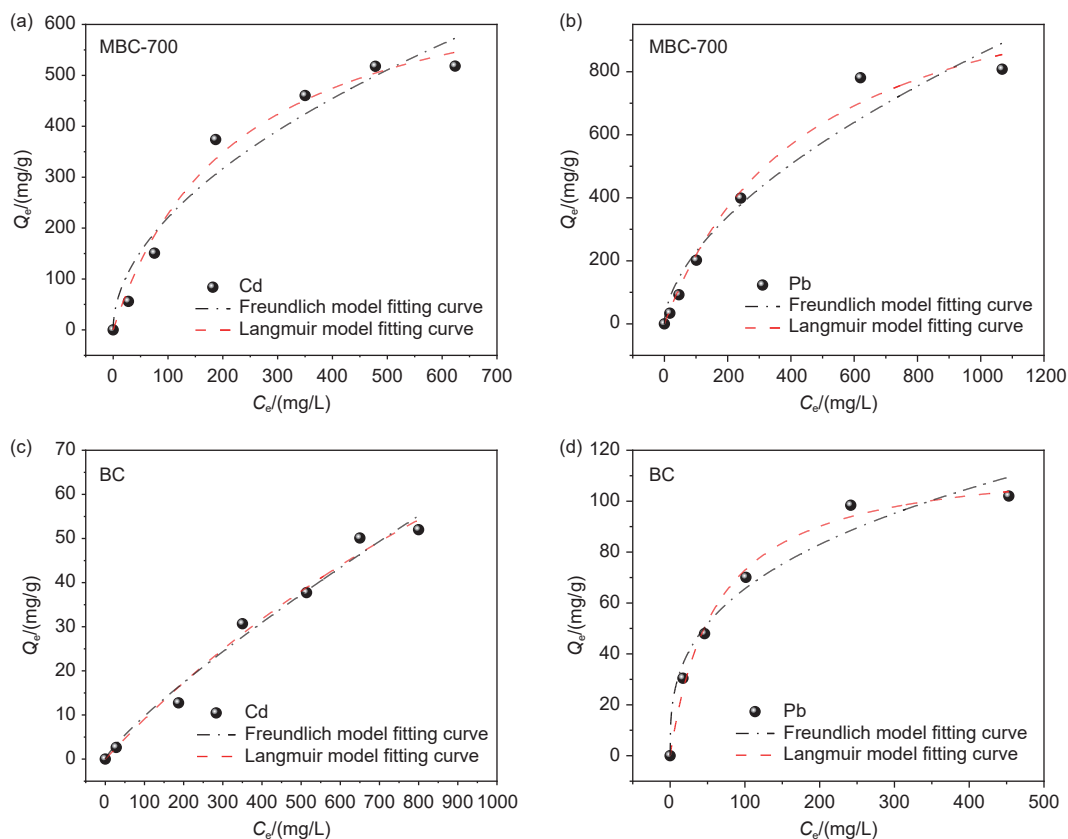 (a)
MBC-700
600
500
400
300
200
100
0
Qe/(mg/g)
Cd
Freundlich model fitting curve
Langmuir model fitting curve
0 100 200 300 400 500 600 700
Ce/(mg/L)
(b)
MBC-700
800
600
400
200
0
Qe/(mg/g)
Pb
Freundlich model fitting curve
Langmuir model fitting curve
0 200 400 600 800 1000 1200
Ce/(mg/L)
(c)
BC
70
60
50
40
30
20
10
0
Qe/(mg/g)
Cd
Freundlich model fitting curve
Langmuir model fitting curve
0 100 200 300 400 500 600 700 800 900 1000
Ce/(mg/L)
(d)
BC
120
100
80
60
40
20
0
Qe/(mg/g)
Pb
Freundlich model fitting curve
Langmuir model fitting curve
0 100 200 300 400 500
Ce/(mg/L)